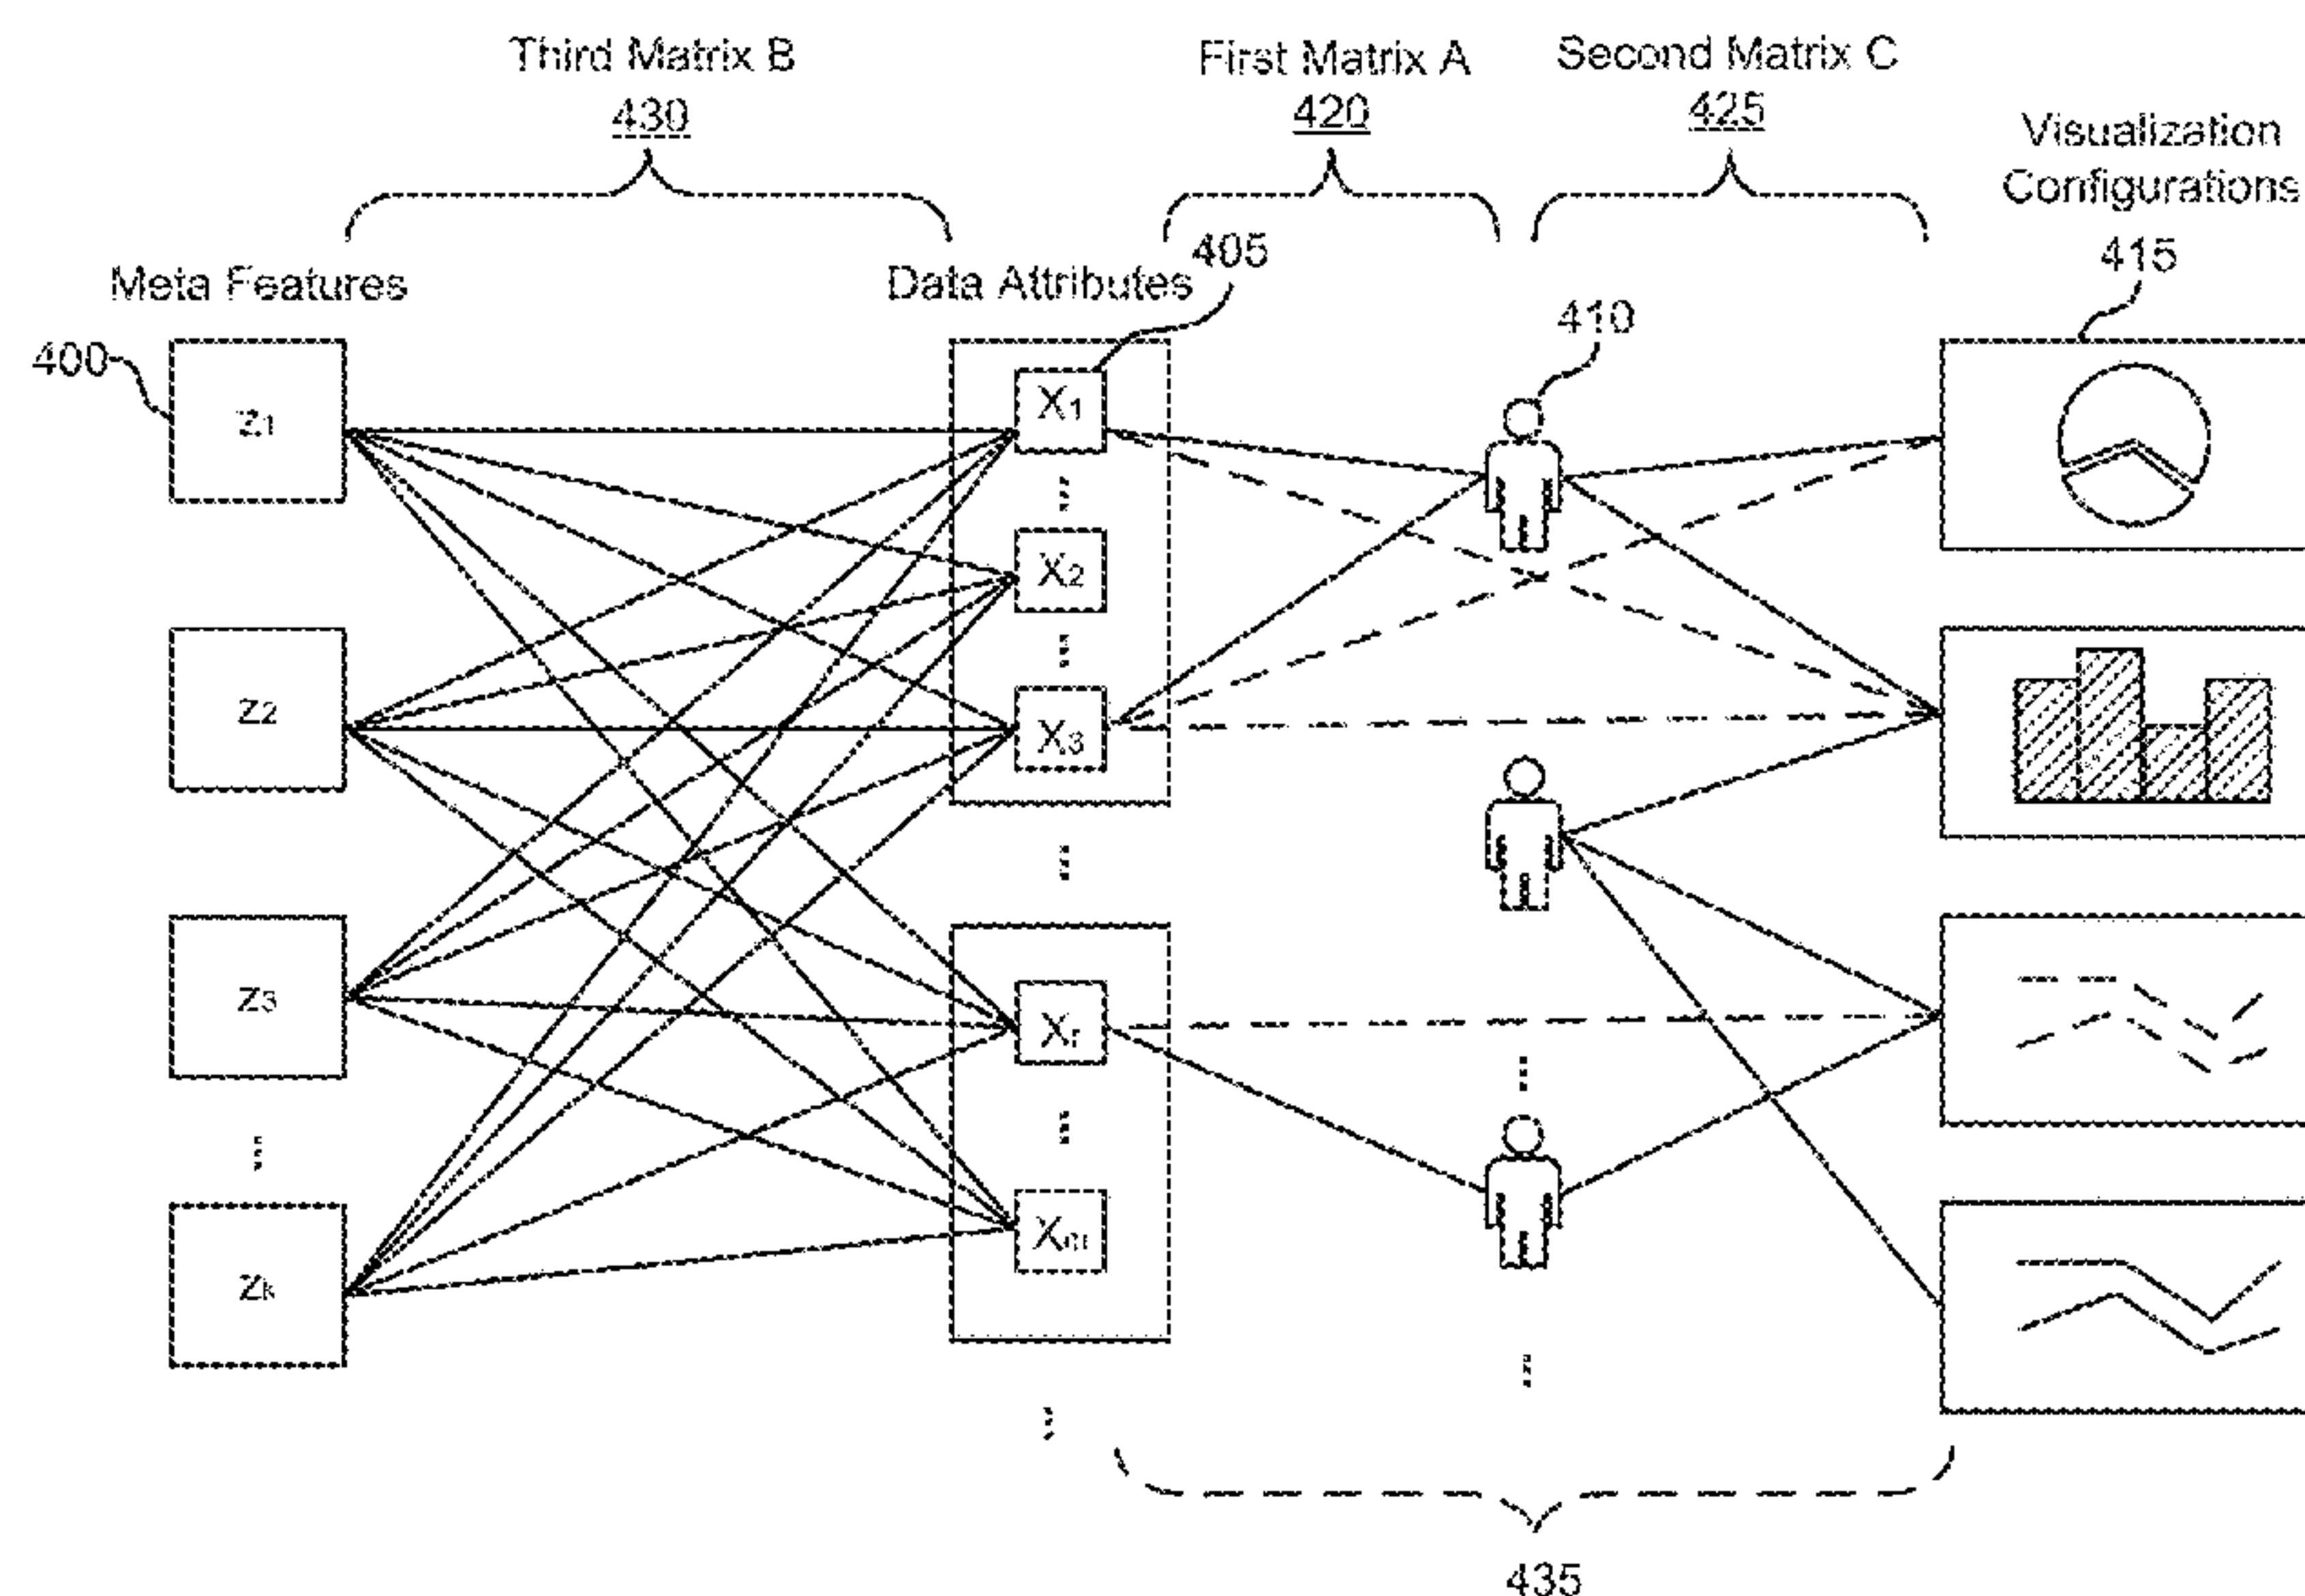 Third Matrix B
430
First Matrix A
420
Second Matrix C
425
Visualization
Configurations
415
Meta Features
Data Attributes
405
410
400
z1
z2
z3
zk
X1
X2
X3
Xr
Xm
435